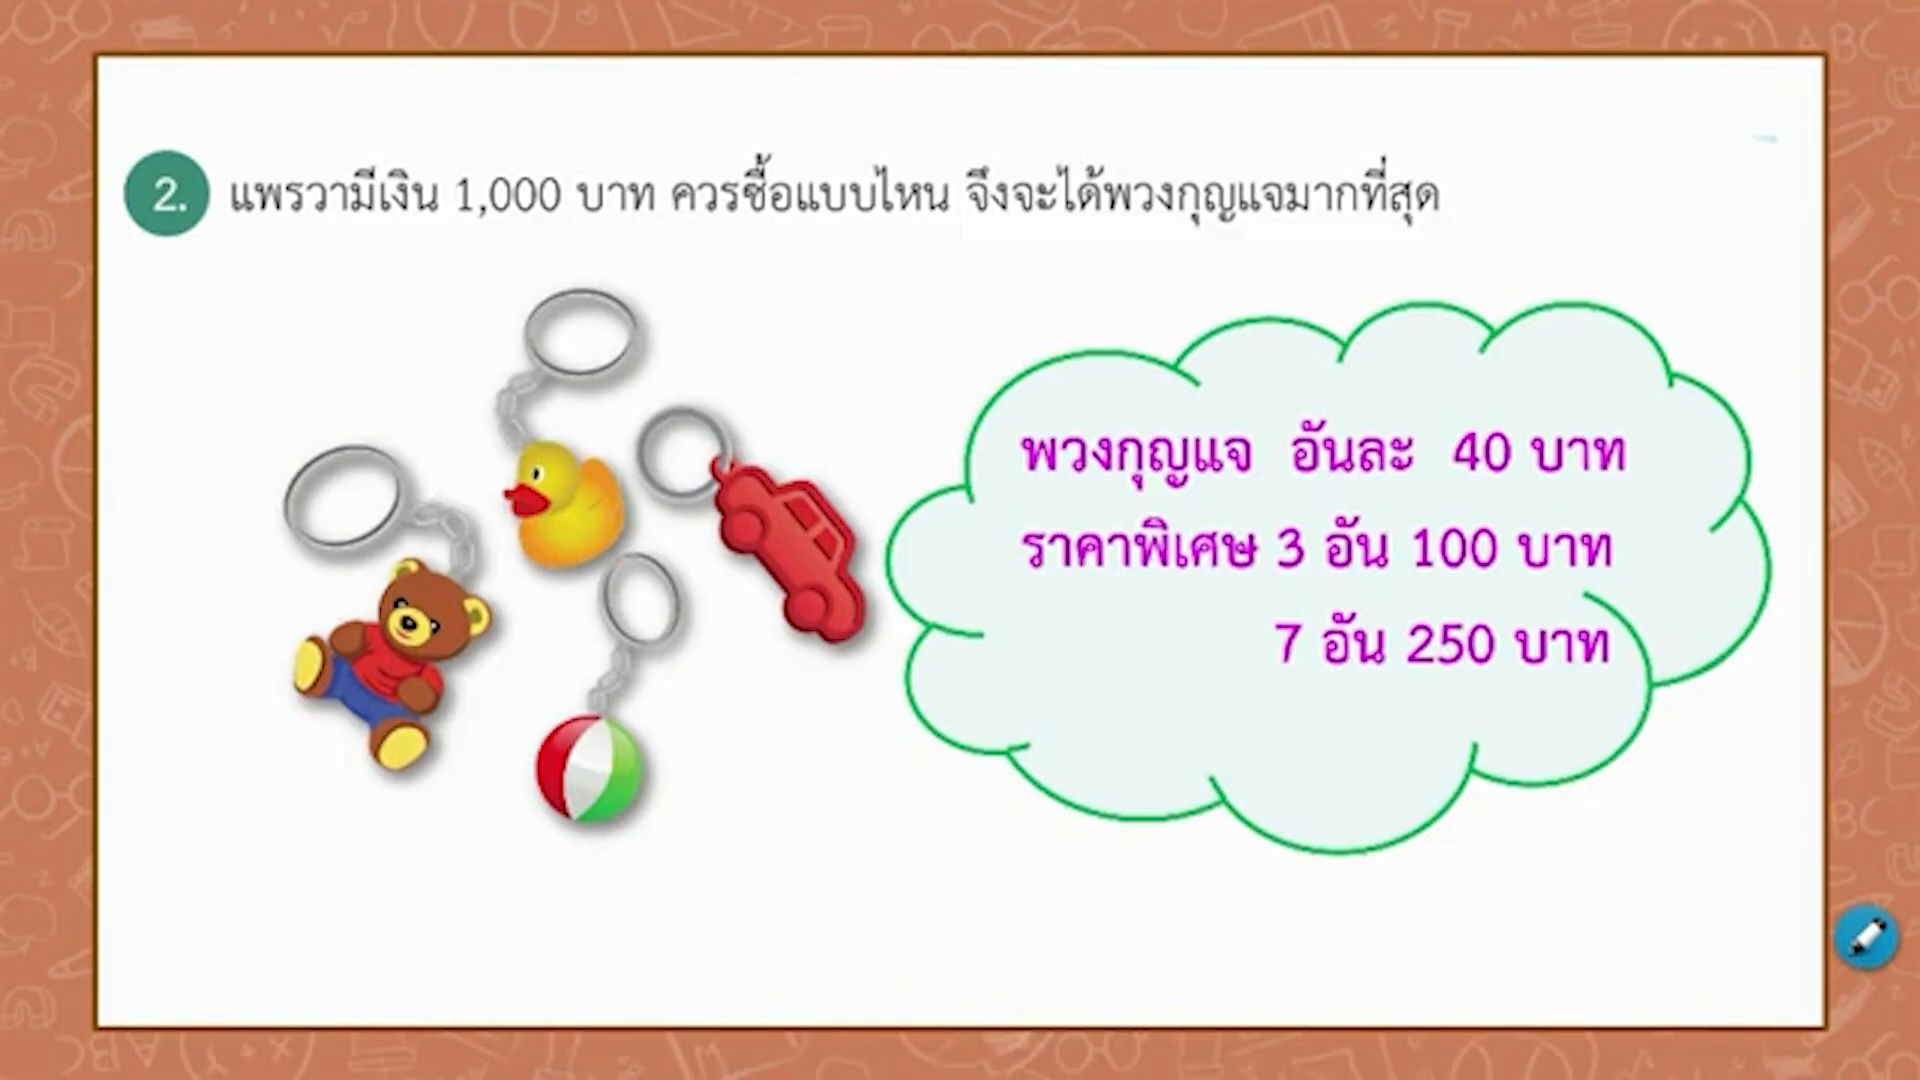 2. แพรวามีเงิน 1,000 บาท ควรซื้อแบบไหน จึงจะได้พวงกุญแจมากที่สุด
พวงกุญแจ อันละ 40 บาท
ราคาพิเศษ 3 อัน 100 บาท
7 อัน 250 บาท